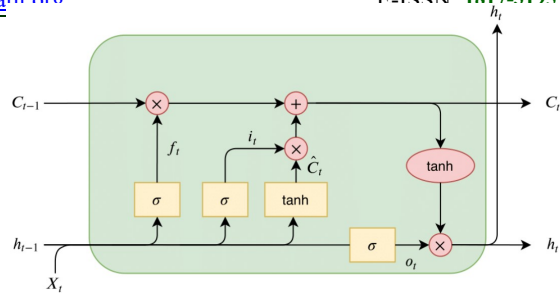 h_t
C_{t-1} × + C_t
f_t i_t × Ĉ_t tanh
σ σ tanh
h_{t-1} σ o_t × h_t
X_t